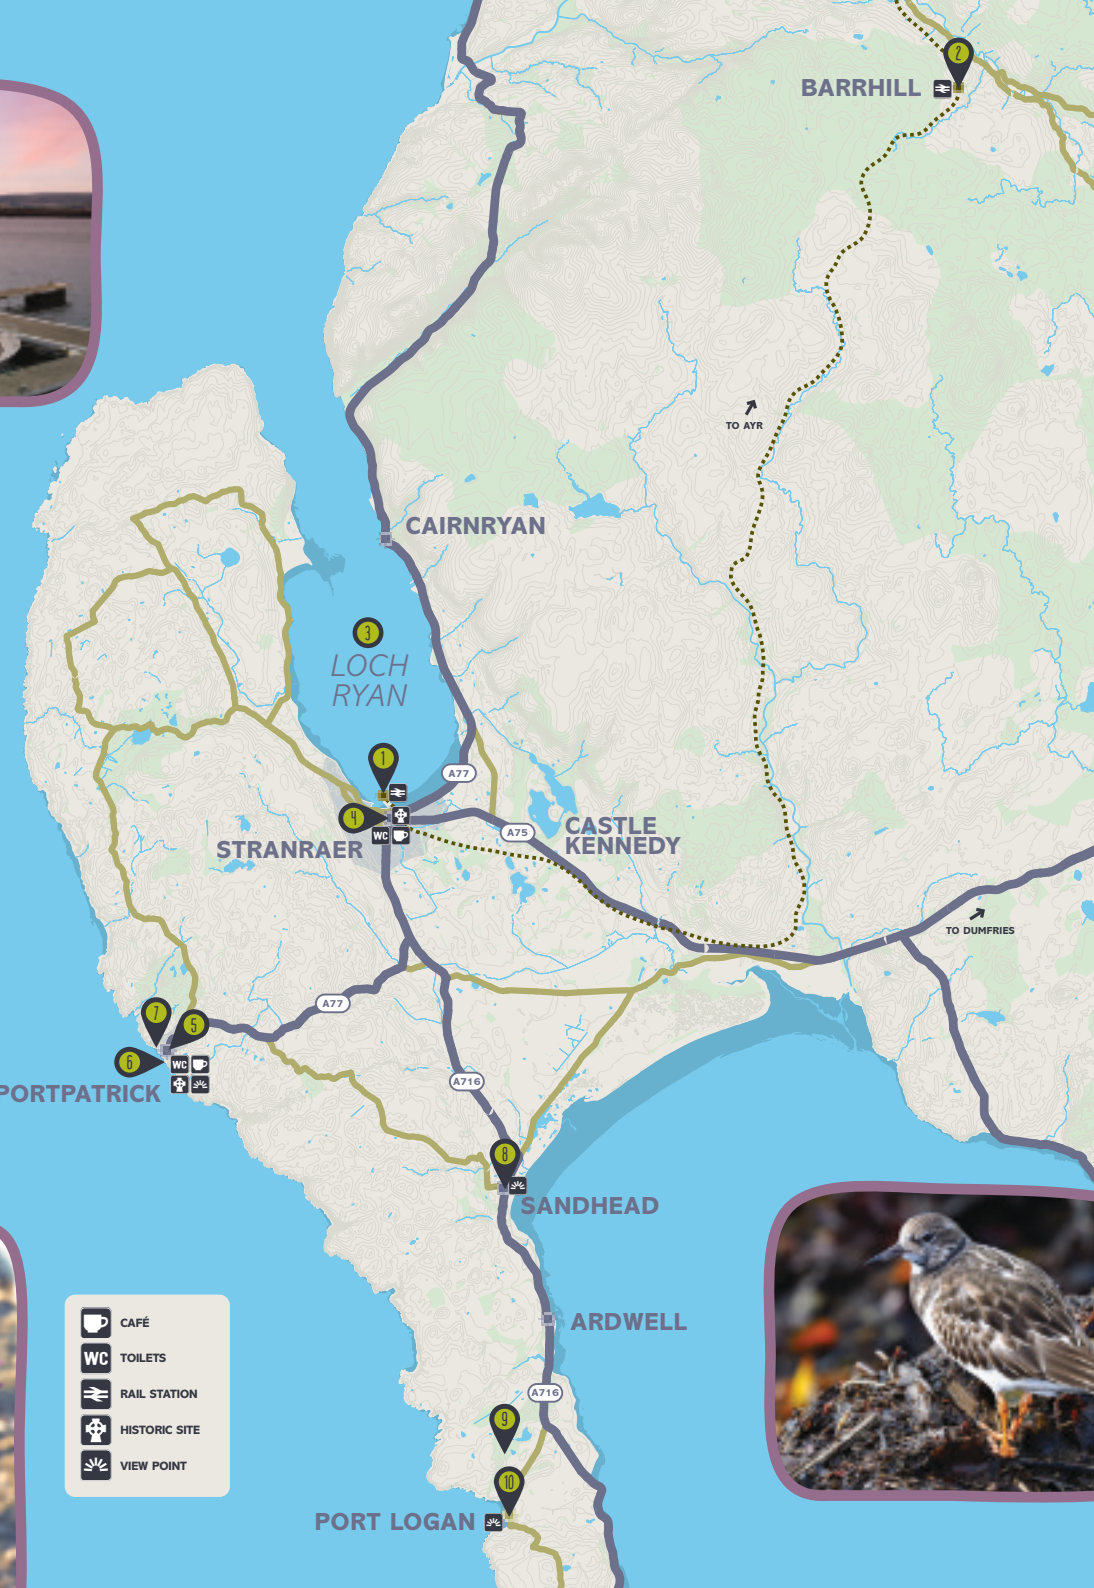 2
BARRHILL
TO AYR
CAIRNRYAN
3
LOCH
RYAN
1
A77
4
WC
A75
CASTLE
KENNEDY
STRANRAER
TO DUMFRIES
A77
7
5
6
WC
PORTPATRICK
A716
8
SANDHEAD
ARDWELL
A716
9
10
PORT LOGAN
CAFÉ
WC TOILETS
RAIL STATION
HISTORIC SITE
VIEW POINT